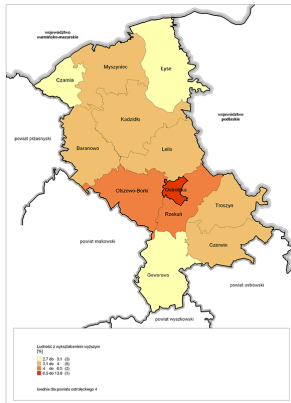 województwo
warmińsko-mazurskie
Myszyniec
Łyse
Czarnia
województwo
podlaskie
Kadzidło
powiat przasnyski
Baranowo
Lelis
Olszewo-Borki
Ostrołęka
Rzekuń
Troszyn
powiat makowski
Czerwin
Goworowo
powiat ostrowski
powiat wyszkowski
Ludność z wykształceniem wyższym
[%]
2,7 do 3,1 (3)
3,1 do 4 (6)
4 do 6,5 (2)
6,5 do 13,9 (1)
średnia dla powiatu ostrołęckiego 4